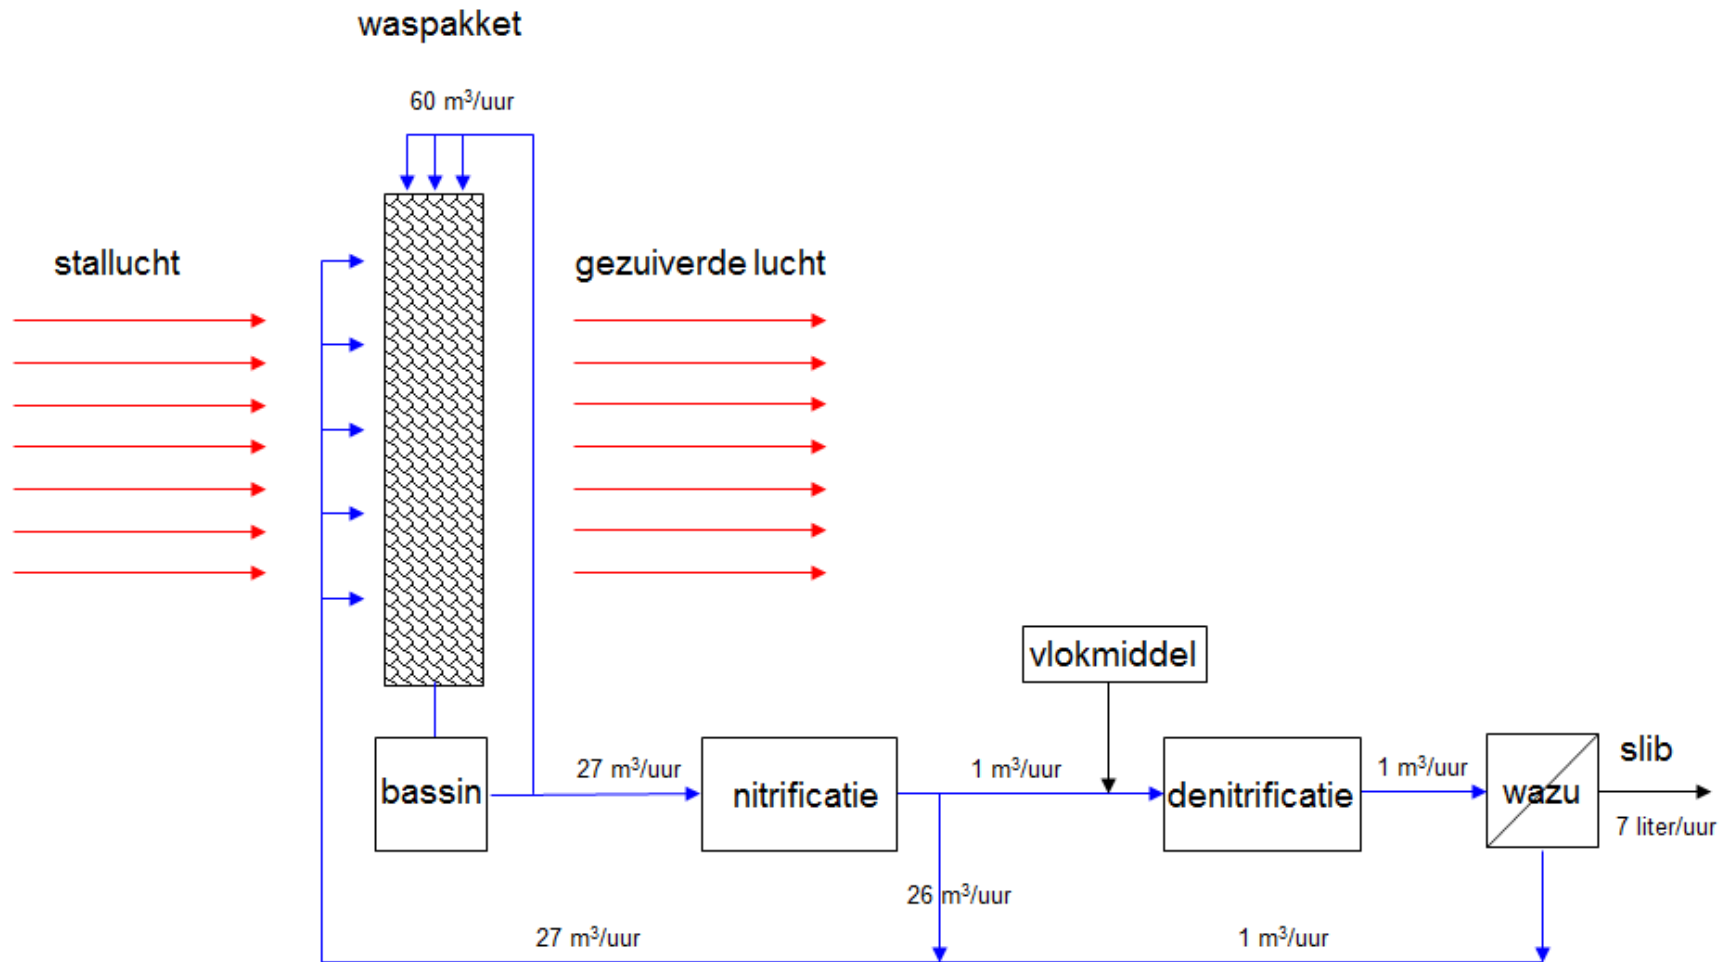 waspakket
60 m³/uur
stallucht
gezuiverde lucht
vlokmiddel
bassin
27 m³/uur
nitrificatie
1 m³/uur
denitrificatie
1 m³/uur
wazu
slib
7 liter/uur
26 m³/uur
27 m³/uur
1 m³/uur